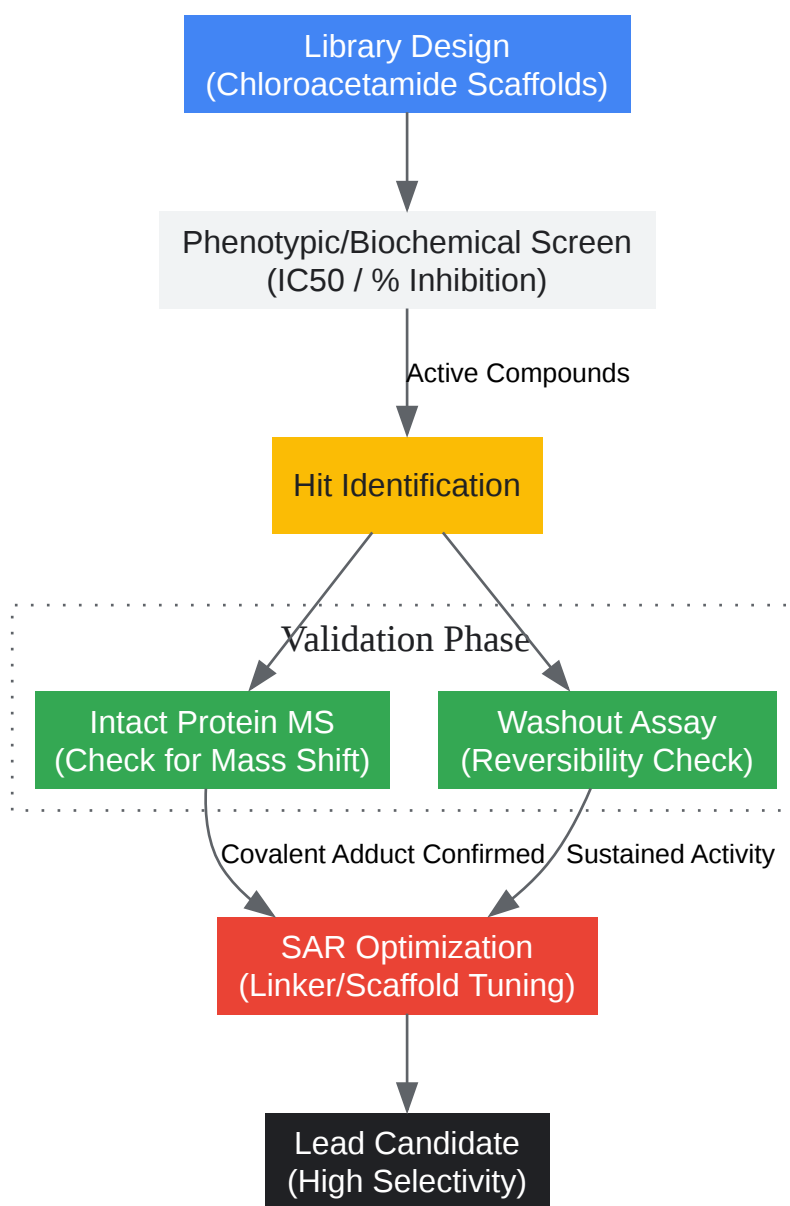 Library Design
(Chloroacetamide Scaffolds)
Phenotypic/Biochemical Screen
(IC50 / % Inhibition)
Active Compounds
Hit Identification
Validation Phase
Intact Protein MS
(Check for Mass Shift)
Washout Assay
(Reversibility Check)
Covalent Adduct Confirmed
Sustained Activity
SAR Optimization
(Linker/Scaffold Tuning)
Lead Candidate
(High Selectivity)